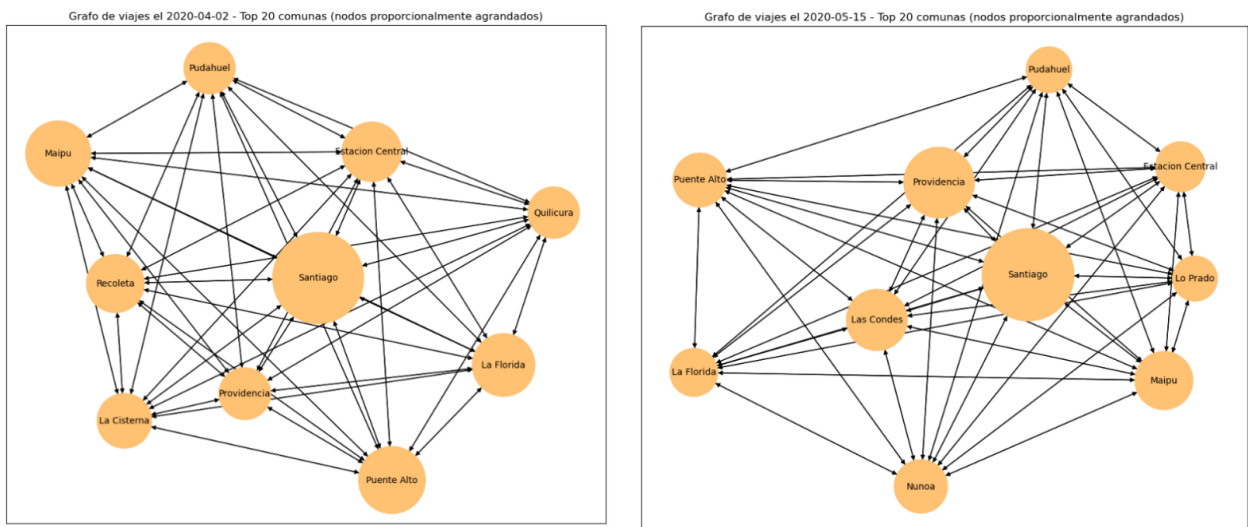 Grafo de viajes el 2020-04-02 - Top 20 comunas (nodos proporcionalmente agrandados)
Pudahuel
Maipu
Estacion Central
Quilicura
Santiago
Recoleta
La Florida
Providencia
La Cisterna
Puente Alto
Grafo de viajes el 2020-05-15 - Top 20 comunas (nodos proporcionalmente agrandados)
Pudahuel
Estacion Central
Puente Alto
Providencia
Santiago
Lo Prado
Las Condes
La Florida
Maipu
Nunoa